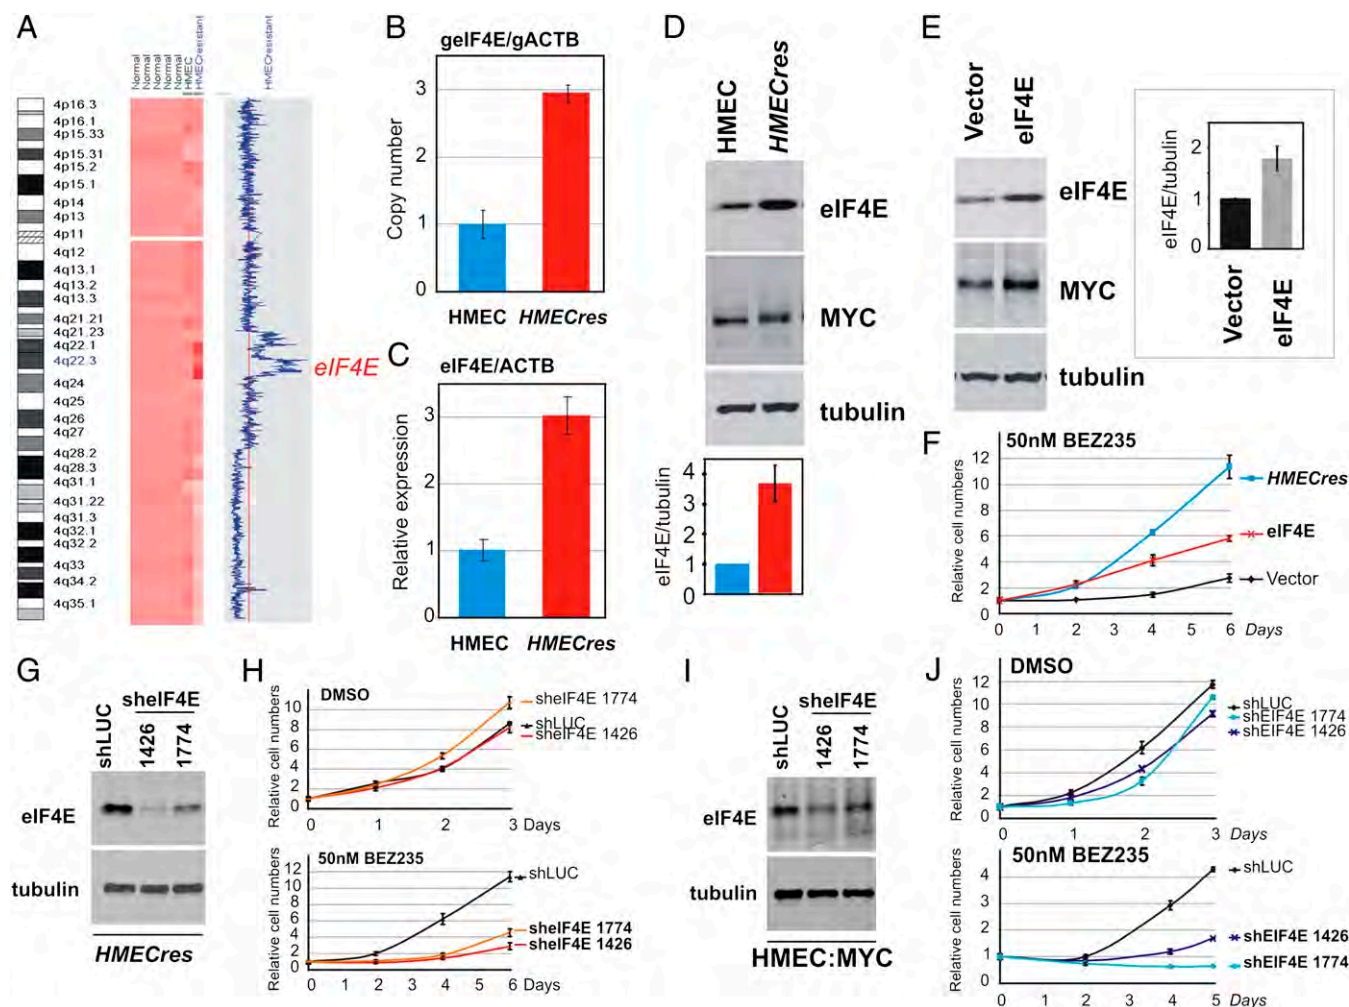 A
Normal
Normal
Normal
Normal
Normal
HMEC
HMECresistant
HMECresistant
4p16.3
4p16.1
4p15.33
4p15.31
4p15.2
4p15.1
4p14
4p13
4p11
4q12
4q13.1
4q13.2
4q13.3
4q21.21
4q21.23
4q22.1
4q22.3
4q24
4q25
4q26
4q27
4q28.2
4q28.3
4q31.1
4q31.22
4q31.3
4q32.1
4q32.2
4q33
4q34.2
4q35.1
eIF4E
B
geIF4E/gACTB
Copy number
3
2
1
0
HMEC HMECres
C
eIF4E/ACTB
Relative expression
3
2
1
0
HMEC HMECres
D
HMEC
HMECres
eIF4E
MYC
tubulin
eIF4E/tubulin
4
3
2
1
0
E
Vector
eIF4E
eIF4E
MYC
tubulin
eIF4E/tubulin
2
1
0
Vector
eIF4E
F
50nM BEZ235
Relative cell numbers
12
10
8
6
4
2
0
HMECres
eIF4E
Vector
0 1 2 3 4 5 6 Days
G
sheIF4E
shLUC
1426
1774
eIF4E
tubulin
HMECres
H
DMSO
Relative cell numbers
10
8
6
4
2
0
sheIF4E 1774
shLUC
sheIF4E 1426
0 1 2 3 Days
50nM BEZ235
Relative cell numbers
12
10
8
6
4
2
0
shLUC
sheIF4E 1774
sheIF4E 1426
0 1 2 3 4 5 6 Days
I
sheIF4E
shLUC
1426
1774
eIF4E
tubulin
HMEC:MYC
J
DMSO
Relative cell numbers
12
10
8
6
4
2
0
shLUC
shEIF4E 1774
shEIF4E 1426
0 1 2 3 Days
50nM BEZ235
Relative cell numbers
4
3
2
1
0
shLUC
shEIF4E 1426
shEIF4E 1774
0 1 2 3 4 5 Days